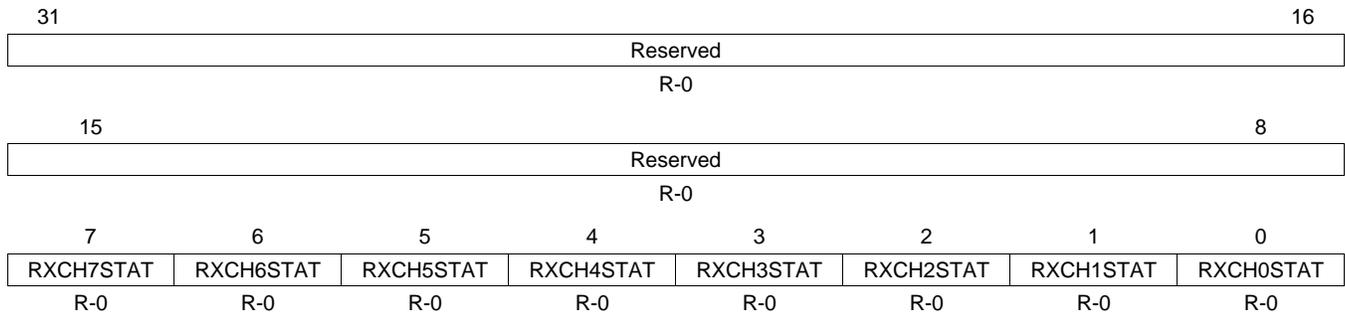 31 16
Reserved
R-0
15 8
Reserved
R-0
7 6 5 4 3 2 1 0
RXCH7STAT RXCH6STAT RXCH5STAT RXCH4STAT RXCH3STAT RXCH2STAT RXCH1STAT RXCH0STAT
R-0 R-0 R-0 R-0 R-0 R-0 R-0 R-0